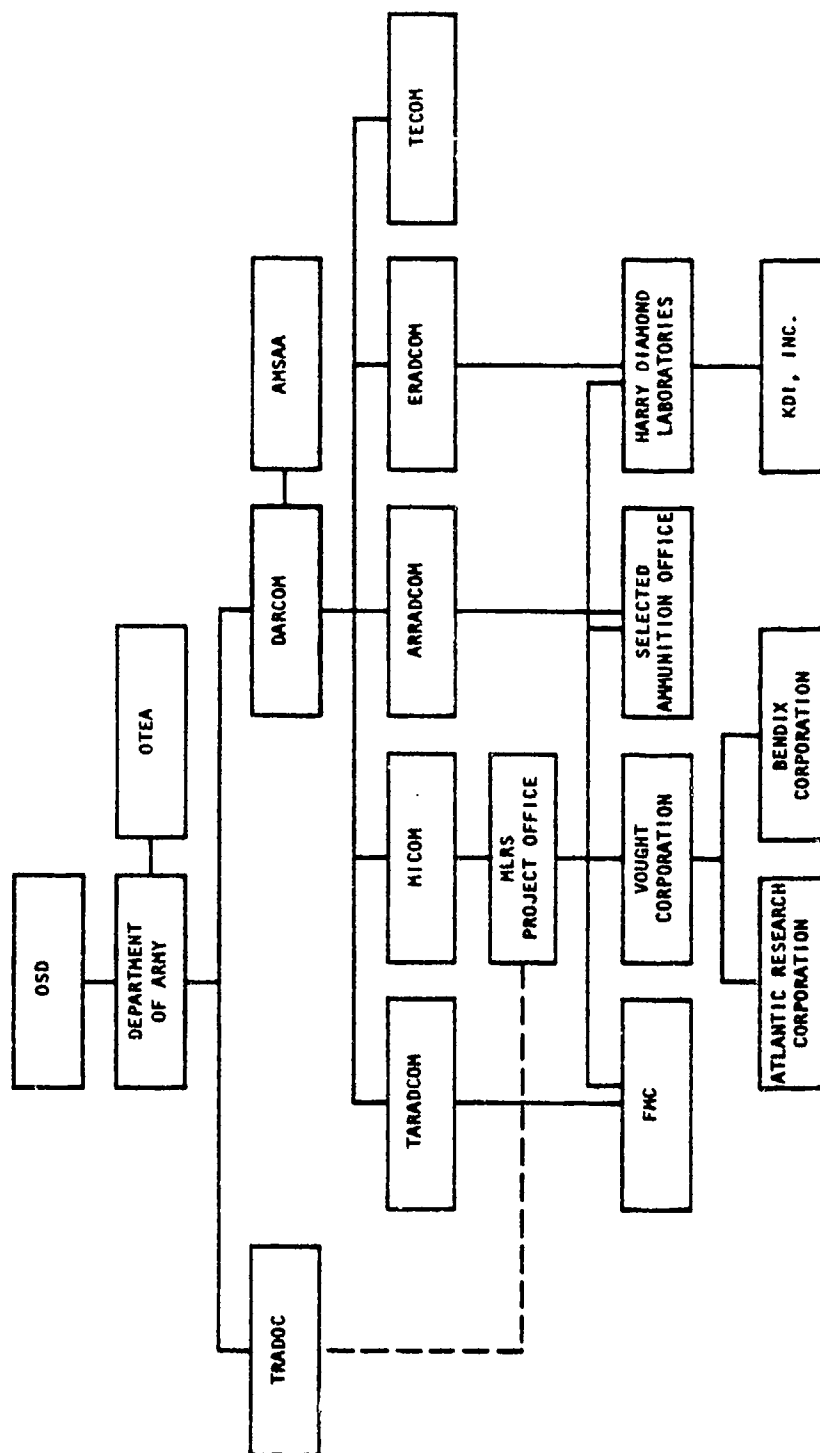 OSD
DEPARTMENT
OF ARMY
OTEA
TRADOC
DARCOM
AMSAA
TARADCOM
MICOM
ARRADCOM
ERADCOM
TECOM
MLRS
PROJECT OFFICE
FMC
VOUGHT
CORPORATION
SELECTED
AMMUNITION OFFICE
HARRY DIAMOND
LABORATORIES
ATLANTIC RESEARCH
CORPORATION
BENDIX
CORPORATION
KDI, INC.